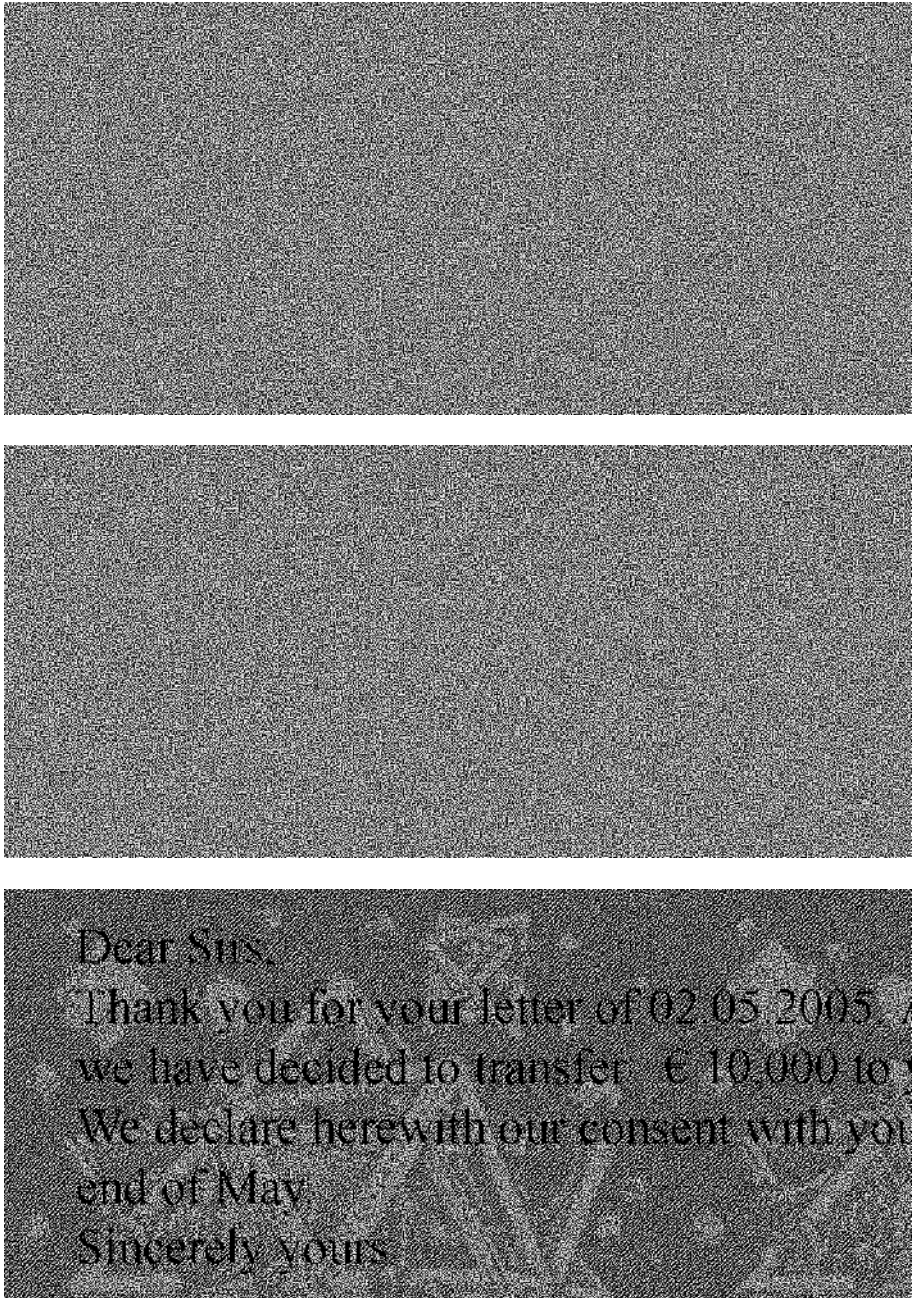 Dear Sirs,
Thank you for your letter of 02 05 2005 A
we have decided to transfer € 10,000 to y
We declare herewith our consent with you
end of May.
Sincerely yours